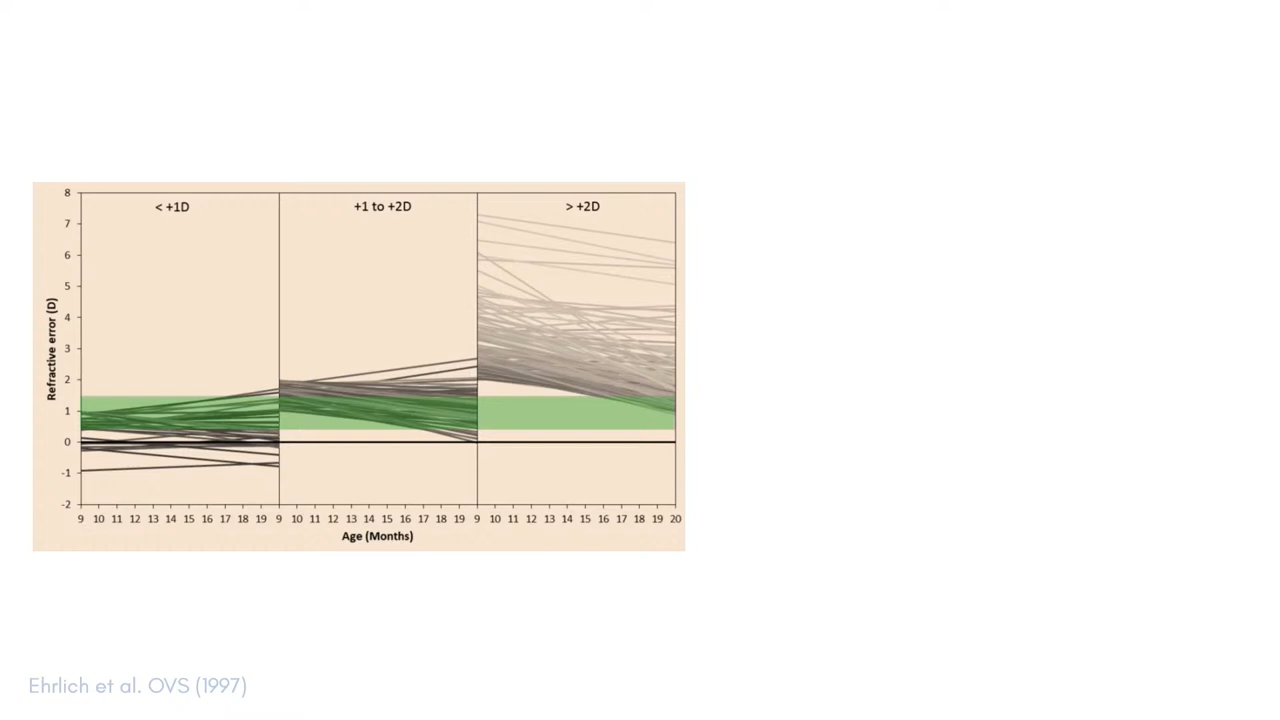 < +1D
+1 to +2D
> +2D
8
7
6
5
4
3
2
1
0
-1
-2
Refractive error (D)
9 10 11 12 13 14 15 16 17 18 19 9 10 11 12 13 14 15 16 17 18 19 9 10 11 12 13 14 15 16 17 18 19 20
Age (Months)
Ehrlich et al. OVS (1997)